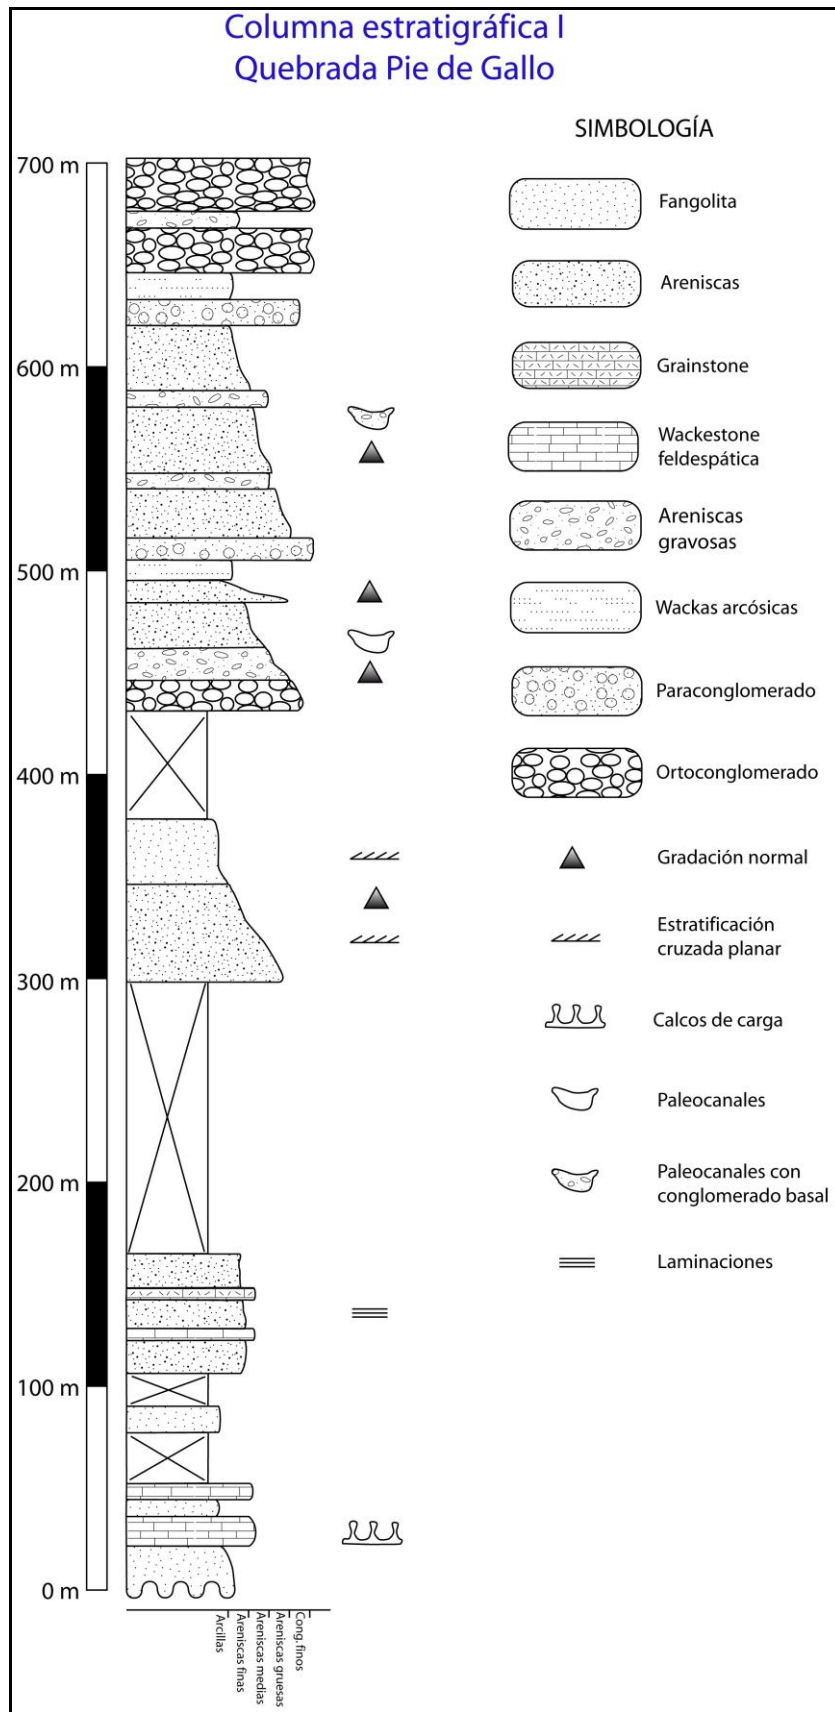 Columna estratigráfica I
Quebrada Pie de Gallo
SIMBOLOGÍA
700 m
600 m
500 m
400 m
300 m
200 m
100 m
0 m
Fangolita
Areniscas
Grainstone
Wackestone
feldespática
Areniscas
gravosas
Wackas arcósicas
Paraconglomerado
Ortoconglomerado
Gradación normal
Estratificación
cruzada planar
Calcos de carga
Paleocanales
Paleocanales con
conglomerado basal
Laminaciones
Arcillas
Areniscas finas
Areniscas medias
Areniscas gruesas
Cong. finos